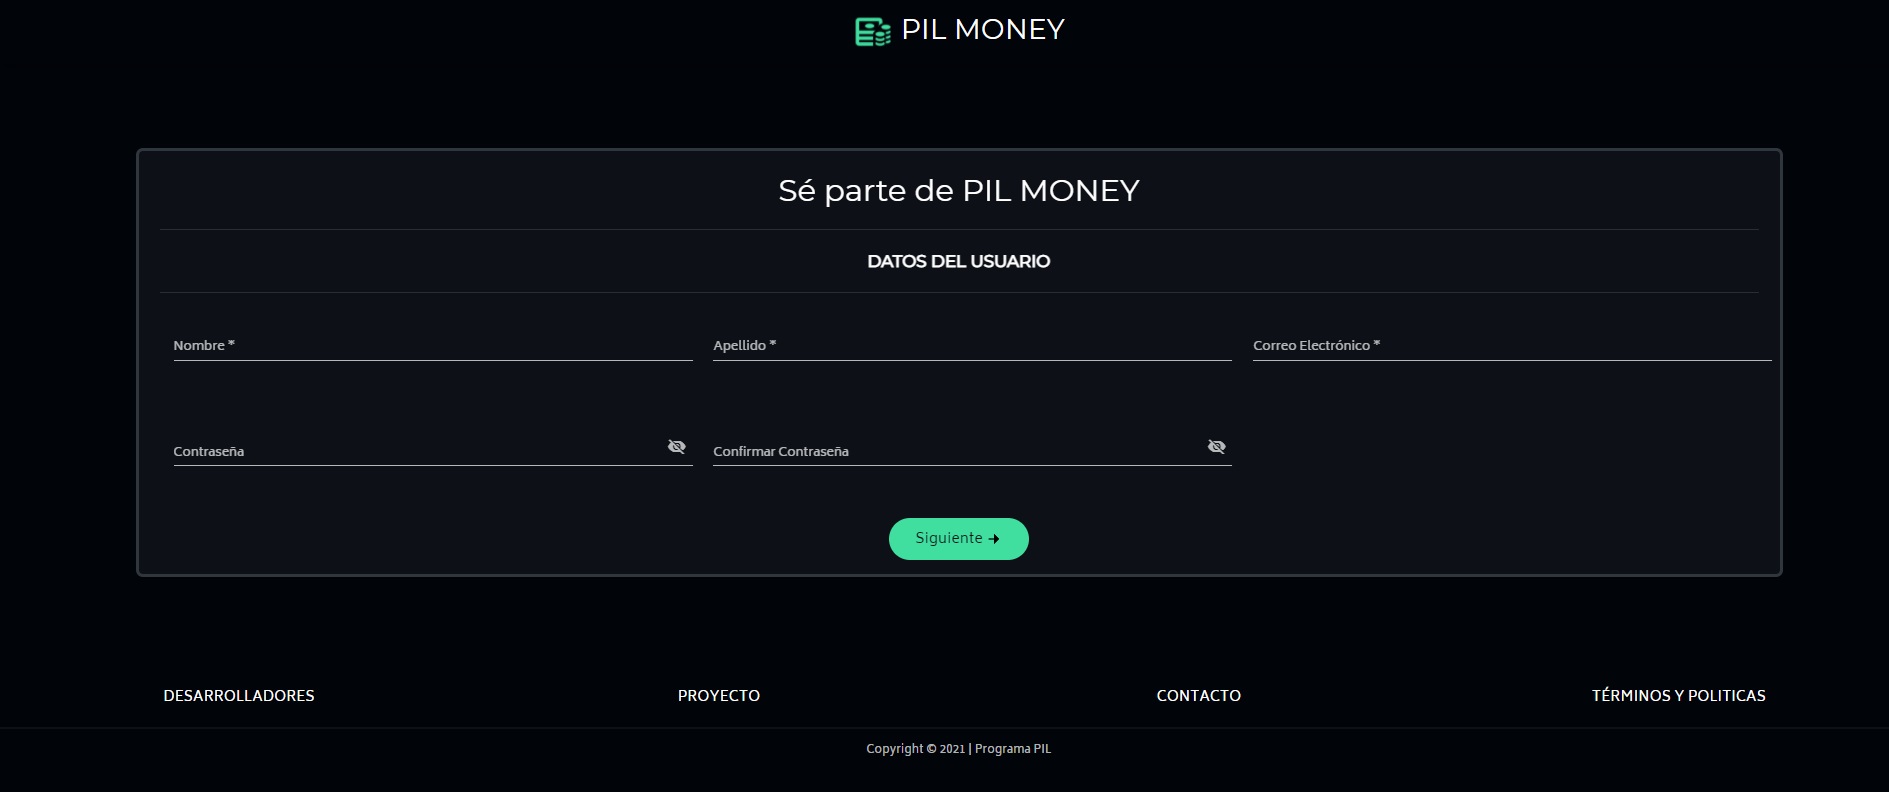 PIL MONEY
Sé parte de PIL MONEY
DATOS DEL USUARIO
Nombre * Apellido * Correo Electrónico *
Contraseña Confirmar Contraseña
Siguiente →
DESARROLLADORES PROYECTO CONTACTO TÉRMINOS Y POLITICAS
Copyright © 2021 | Programa PIL